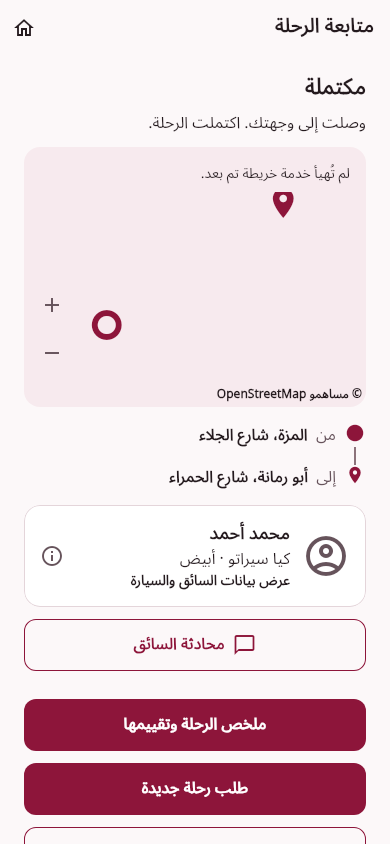 متابعة الرحلة
مكتملة
وصلت إلى وجهتك. اكتملت الرحلة.
لم تُهيأ خدمة خريطة تم بعد.
© مساهمو OpenStreetMap
من المزة، شارع الجلاء
إلى أبو رمانة، شارع الحمراء
محمد أحمد
كيا سيراتو · أبيض
عرض بيانات السائق والسيارة
محادثة السائق
ملخص الرحلة وتقييمها
طلب رحلة جديدة